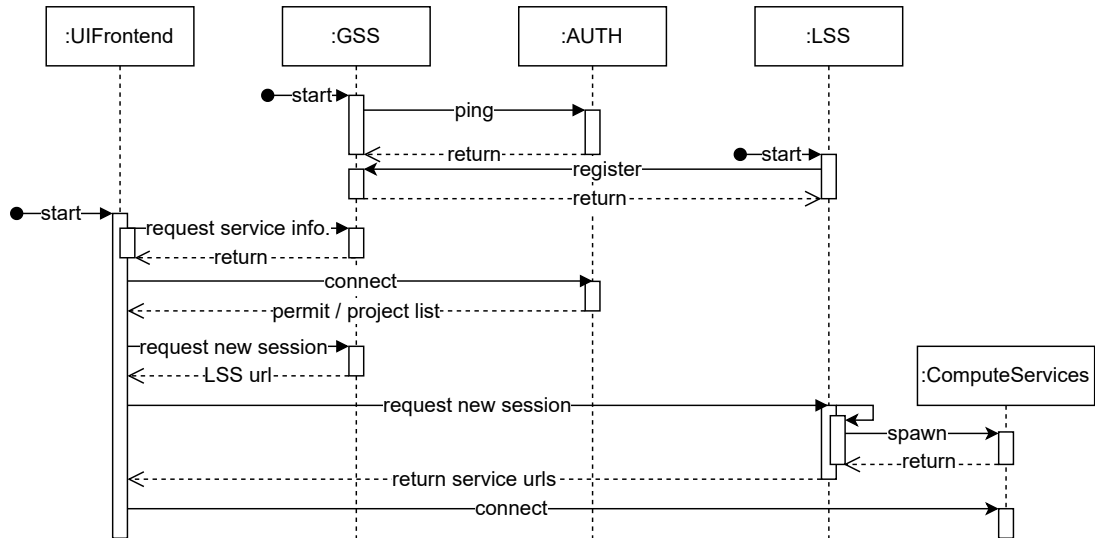 :UIFrontend
:GSS
:AUTH
:LSS
start
ping
return
start
register
return
start
request service info.
return
connect
permit / project list
request new session
LSS url
:ComputeServices
request new session
spawn
return
return service urls
connect